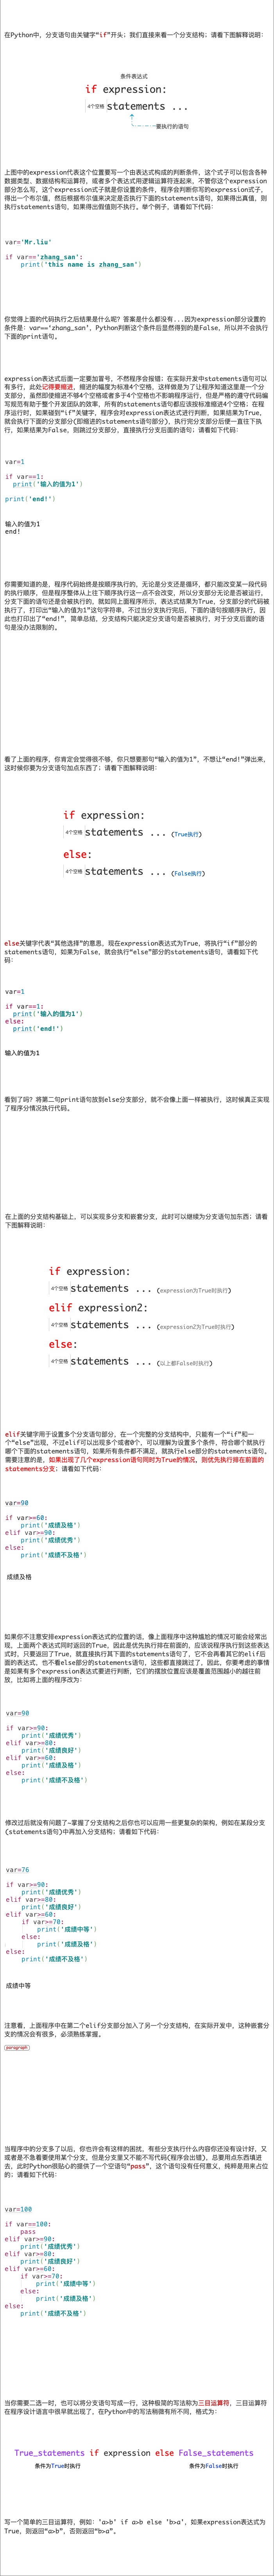 在Python中，分支语句由关键字“if”开头；我们直接来看一个分支结构；请看下图解释说明：
条件表达式
if expression:
4个空格 statements ...
要执行的语句
上图中的expression代表这个位置要写一个由表达式构成的判断条件，这个式子可以包含各种
数据类型，数据结构和运算符，或者多个表达式用逻辑运算符连起来，不管你这个expression
部分怎么写，这个expression式子就是你设置的条件，程序会判断你写的expression式子，
得出一个布尔值，然后根据布尔值来决定是否执行下面的statements语句，如果得出真值，则
执行statements语句，如果得出假值则不执行。举个例子，请看如下代码：
var='Mr.liu'
if var=='zhang_san':
    print('this name is zhang_san')
你觉得上面的代码执行之后结果是什么呢？答案是什么都没有...因为expression部分设置的
条件是：var=='zhang_san'，Python判断这个条件后显然得到的是False，所以并不会执行
下面的print语句。
expression表达式后面一定要加冒号，不然程序会报错；在实际开发中statements语句可以
有多行，此处记得要缩进，缩进的幅度为标准4个空格，这样做是为了让程序知道这里是一个分
支部分，虽然即使缩进不够4个空格或者多于4个空格也不影响程序运行，但是严格的遵守代码编
写规范有助于整个开发团队的效率，所有的statements语句都应该按标准缩进4个空格；在程
序运行时，如果碰到“if”关键字，程序会对expression表达式进行判断，如果结果为True，
就会执行下面的分支部分(即缩进的statements语句部分)，执行完分支部分后便一直往下执
行，如果结果为False，则跳过分支部分，直接执行分支后面的语句；请看如下代码：
var=1
if var==1:
  print('输入的值为1')
print('end!')
输入的值为1
end!
你需要知道的是，程序代码始终是按顺序执行的，无论是分支还是循环，都只能改变某一段代码
的执行顺序，但是程序整体从上往下顺序执行这一点不会改变，所以分支部分无论是否被运行，
分支下面的语句还是会被执行的，就如同上面程序所示，表达式结果为True，分支部分的代码被
执行了，打印出“输入的值为1”这句字符串，不过当分支执行完后，下面的语句按顺序执行，因
此也打印出了“end!”，简单总结，分支结构只能决定分支语句是否被执行，对于分支后面的语
句是没办法限制的。
看了上面的程序，你肯定会觉得很不够，你只想要那句“输入的值为1”，不想让“end!”弹出来，
这时候你要为分支语句加点东西了；请看下图解释说明：
if expression:
4个空格 statements ... (True执行)
else:
4个空格 statements ... (False执行)
else关键字代表“其他选择”的意思，现在expression表达式为True，将执行“if”部分的
statements语句，如果为False，就会执行“else”部分的statements语句，请看如下代
码：
var=1
if var==1:
  print('输入的值为1')
else:
  print('end!')
输入的值为1
看到了吗？将第二句print语句放到else分支部分，就不会像上面一样被执行，这时候真正实现
了程序分情况执行代码。
在上面的分支结构基础上，可以实现多分支和嵌套分支，此时可以继续为分支语句加东西；请看
下图解释说明：
if expression:
4个空格 statements ... (expression为True时执行)
elif expression2:
4个空格 statements ... (expression2为True时执行)
else:
4个空格 statements ... (以上都False时执行)
elif关键字用于设置多个分支语句部分，在一个完整的分支结构中，只能有一个“if”和一
个“else”出现，不过elif可以出现多个或者0个，可以理解为设置多个条件，符合哪个就执行
哪个下面的statements语句，如果所有条件都不满足，就执行else部分的statements语句。
需要注意的是，如果出现了几个expression语句同时为True的情况，则优先执行排在前面的
statements分支；请看如下代码：
var=90
if var>=60:
    print('成绩及格')
elif var>=90:
    print('成绩优秀')
else:
    print('成绩不及格')
成绩及格
如果你不注意安排expression表达式的位置的话，像上面程序中这种尴尬的情况可能会经常出
现，上面两个表达式同时返回的True，因此是优先执行排在前面的，应该说程序执行到这些表达
式时，只要返回了True，就直接执行其下面的statements语句了，它不会再看其它的elif后
面的表达式，也不看else部分的statements语句，这些都直接跳过了，因此，你要考虑的事情
是如果有多个expression表达式要进行判断，它们的摆放位置应该是覆盖范围越小的越往前
放，比如将上面的程序改为：
var=90
if var>=90:
    print('成绩优秀')
elif var>=80:
    print('成绩良好')
elif var>=60:
    print('成绩及格')
else:
    print('成绩不及格')
修改过后就没有问题了~掌握了分支结构之后你也可以应用一些更复杂的架构，例如在某段分支
(statements语句)中再加入分支结构；请看如下代码：
var=76
if var>=90:
    print('成绩优秀')
elif var>=80:
    print('成绩良好')
elif var>=60:
    if var>=70:
        print('成绩中等')
    else:
        print('成绩及格')
else:
    print('成绩不及格')
成绩中等
注意看，上面程序中在第二个elif分支部分加入了另一个分支结构，在实际开发中，这种嵌套分
支的情况会有很多，必须熟练掌握。
paragraph
当程序中的分支多了以后，你也许会有这样的困扰，有些分支执行什么内容你还没有设计好，又
或者是不急着要使用某个分支，但是分支里又不能不写代码(程序会出错)，总要用点东西填进
去，此时Python很贴心的提供了一个空语句“pass”，这个语句没有任何意义，纯粹是用来占位
的；请看如下代码：
var=100
if var==100:
    pass
elif var>=90:
    print('成绩优秀')
elif var>=80:
    print('成绩良好')
elif var>=60:
    if var>=70:
        print('成绩中等')
    else:
        print('成绩及格')
else:
    print('成绩不及格')
当你需要二选一时，也可以将分支语句写成一行，这种极简的写法称为三目运算符，三目运算符
在程序设计语言中很早就出现了，在Python中的写法稍微有所不同，格式为：
True_statements if expression else False_statements
条件为True时执行
条件为False时执行
写一个简单的三目运算符，例如：'a>b' if a>b else 'b>a'，如果expression表达式为
True，则返回“a>b”，否则返回“b>a”。